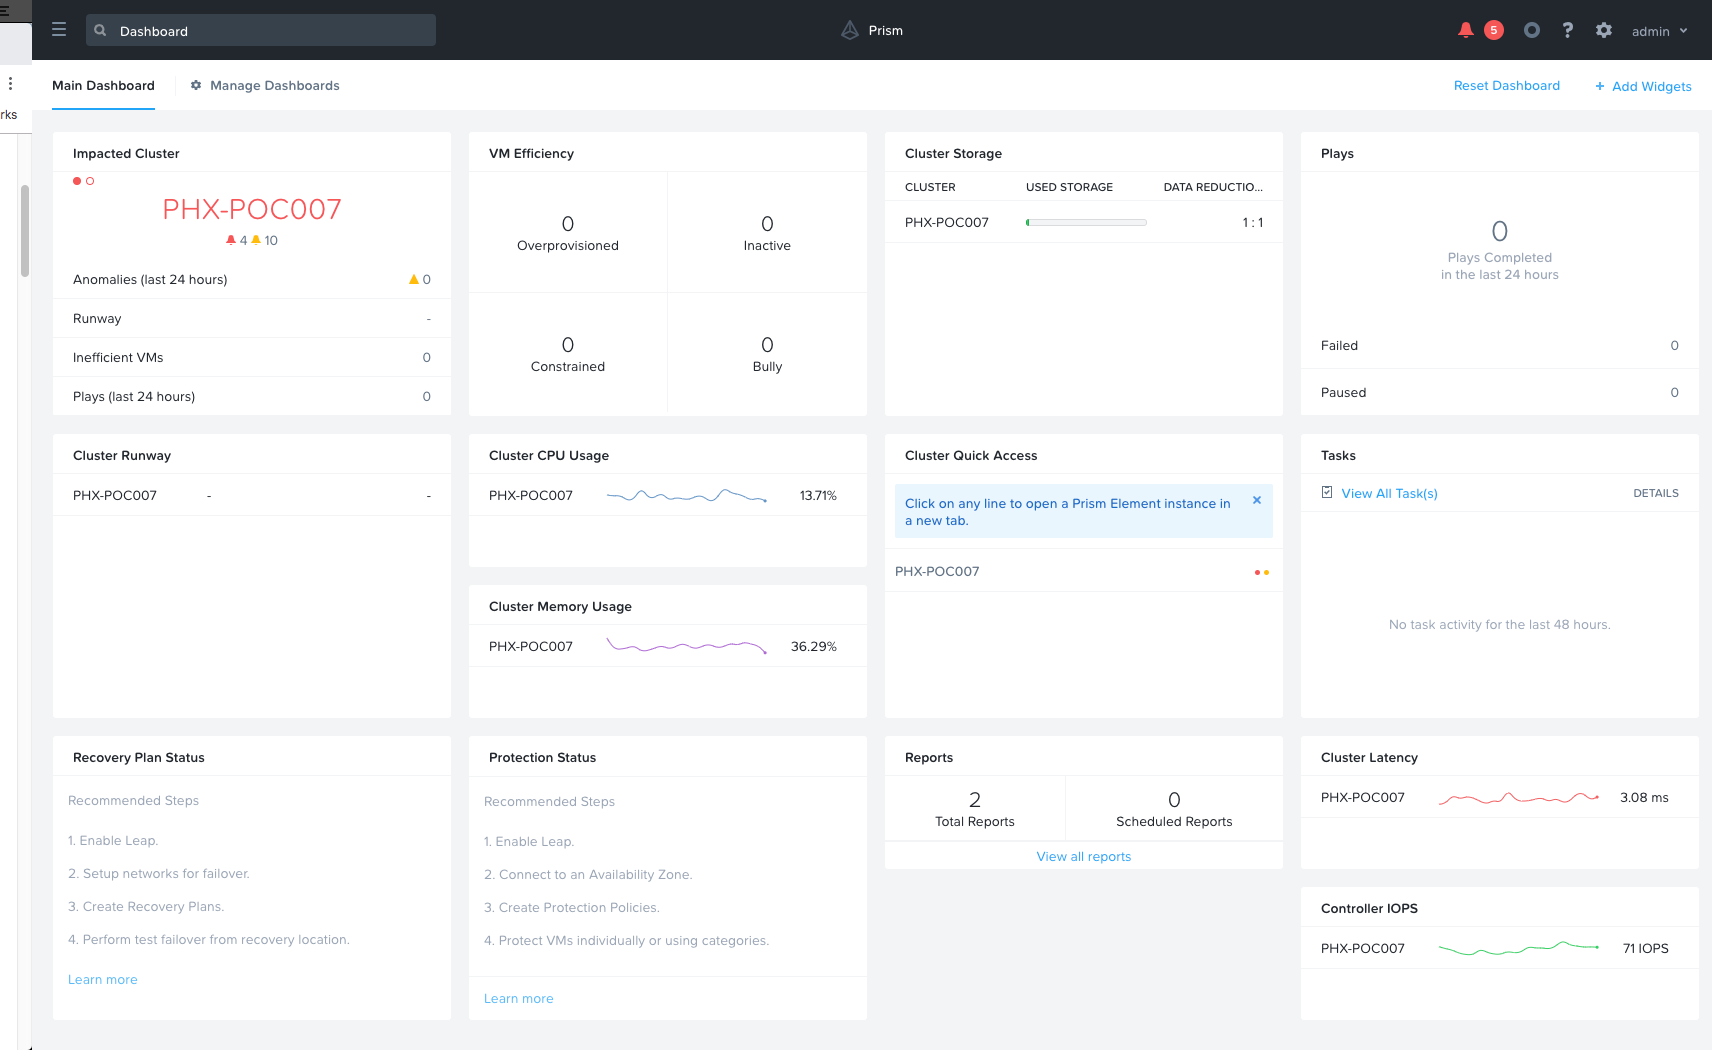 Dashboard
Prism
5
?
admin
rks
Main Dashboard
Manage Dashboards
Reset Dashboard
+ Add Widgets
Impacted Cluster
PHX-POC007
4 10
Anomalies (last 24 hours) 0
Runway -
Inefficient VMs 0
Plays (last 24 hours) 0
VM Efficiency
0
Overprovisioned
0
Inactive
0
Constrained
0
Bully
Cluster Storage
CLUSTER USED STORAGE DATA REDUCTIO...
PHX-POC007 1 : 1
Plays
0
Plays Completed
in the last 24 hours
Failed 0
Paused 0
Cluster Runway
PHX-POC007 - -
Cluster CPU Usage
PHX-POC007 13.71%
Cluster Memory Usage
PHX-POC007 36.29%
Cluster Quick Access
Click on any line to open a Prism Element instance in
a new tab.
PHX-POC007
Tasks
View All Task(s) DETAILS
No task activity for the last 48 hours.
Recovery Plan Status
Recommended Steps
1. Enable Leap.
2. Setup networks for failover.
3. Create Recovery Plans.
4. Perform test failover from recovery location.
Learn more
Protection Status
Recommended Steps
1. Enable Leap.
2. Connect to an Availability Zone.
3. Create Protection Policies.
4. Protect VMs individually or using categories.
Learn more
Reports
2
Total Reports
0
Scheduled Reports
View all reports
Cluster Latency
PHX-POC007 3.08 ms
Controller IOPS
PHX-POC007 71 IOPS